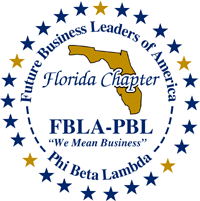 Future Business Leaders of America
Florida Chapter
FBLA-PBL
"We Mean Business"
Phi Beta Lambda